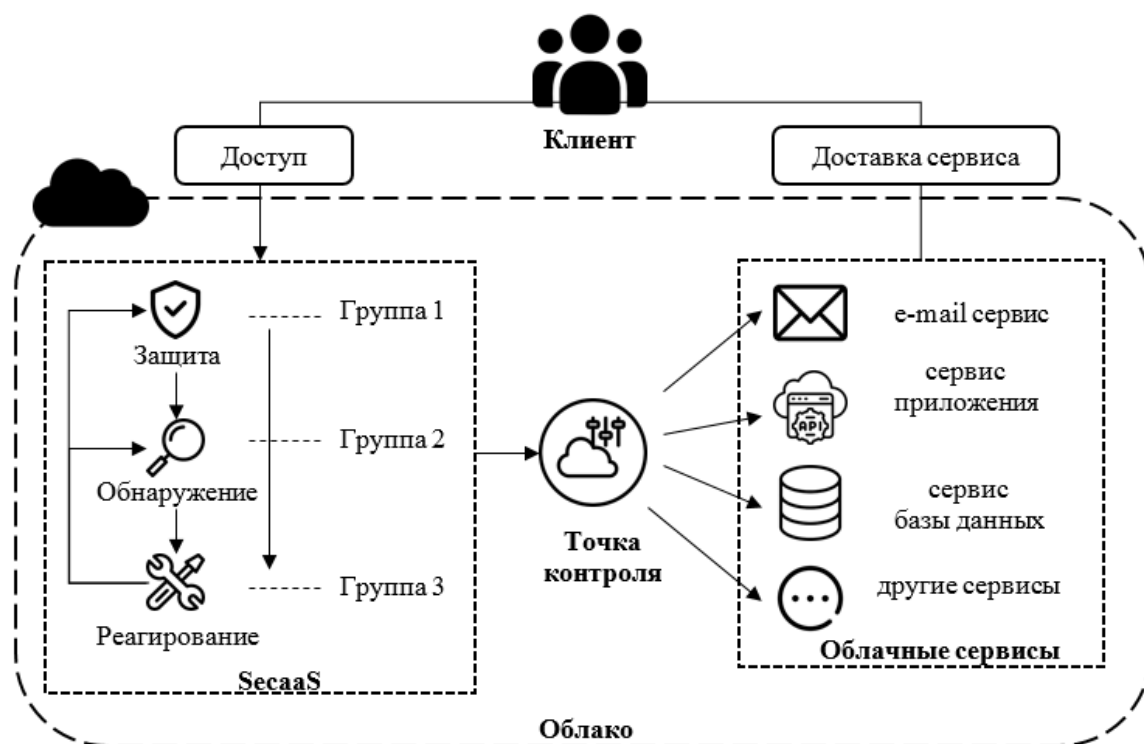 Клиент
Доступ
Доставка сервиса
Группа 1
Защита
Группа 2
Обнаружение
Группа 3
Реагирование
SecaaS
Точка
контроля
e-mail сервис
сервис
приложения
API
сервис
базы данных
другие сервисы
Облачные сервисы
Облако